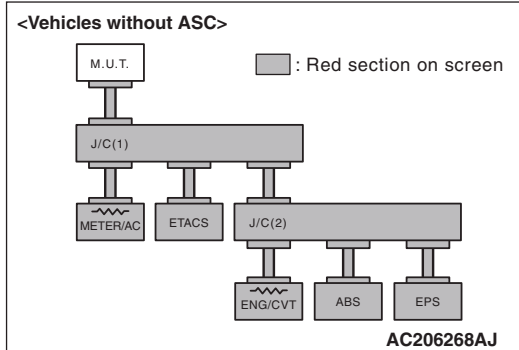 <Vehicles without ASC>
M.U.T.
: Red section on screen
J/C(1)
METER/AC
ETACS
J/C(2)
ENG/CVT
ABS
EPS
AC206268AJ